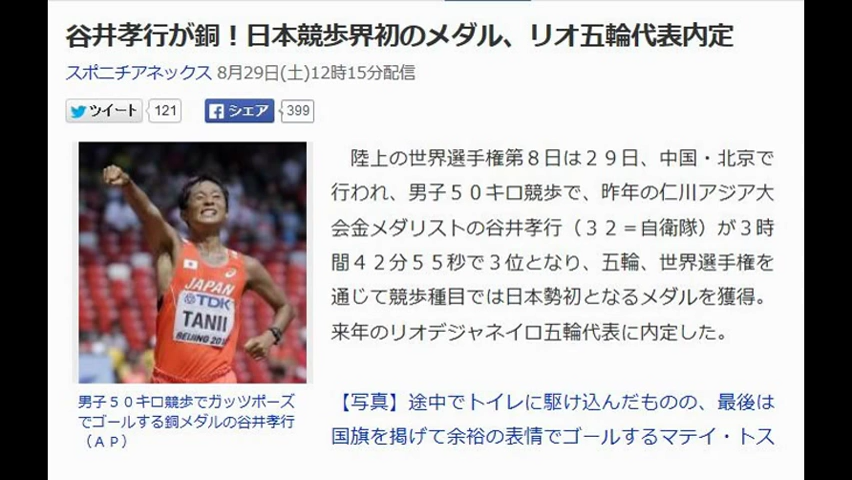 谷井孝行が銅！日本競歩界初のメダル、リオ五輪代表内定
スポニチアネックス 8月29日(土)12時15分配信
ツイート 121 シェア 399
陸上の世界選手権第８日は２９日、中国・北京で
行われ、男子５０キロ競歩で、昨年の仁川アジア大
会金メダリストの谷井孝行（３２＝自衛隊）が３時
間４２分５５秒で３位となり、五輪、世界選手権を
通じて競歩種目では日本勢初となるメダルを獲得。
来年のリオデジャネイロ五輪代表に内定した。
JAPAN
TDK
TANII
BEIJING 201
男子５０キロ競歩でガッツポーズ
でゴールする銅メダルの谷井孝行
（ＡＰ）
【写真】途中でトイレに駆け込んだものの、最後は
国旗を掲げて余裕の表情でゴールするマテイ・トス